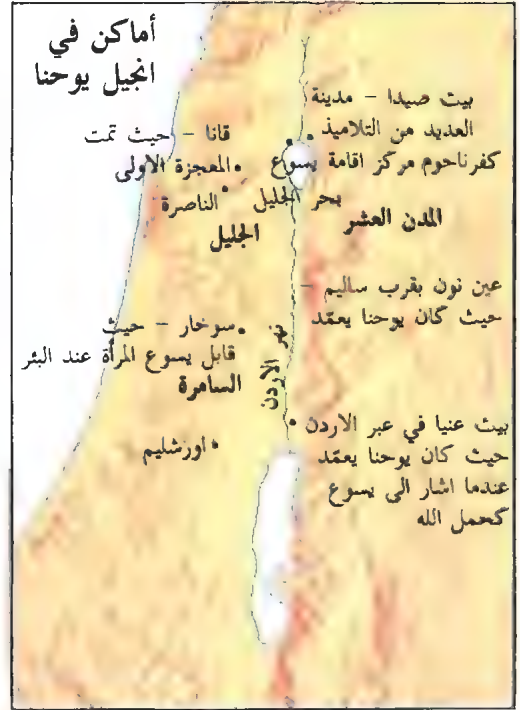 أماكن في
انجيل يوحنا
بيت صيدا – مدينة
العديد من التلاميذ
كفرناحوم مركز اقامة يسوع
قانا – حيث تمت
المعجزة الاولى
الناصرة
بحر الجليل
الجليل
المدن العشر
عين نون بقرب ساليم –
حيث كان يوحنا يعمّد
سوخار – حيث
قابل يسوع المرأة عند البئر
السامرة
نهر الاردن
اورشليم
بيت عنيا في عبر الاردن
حيث كان يوحنا يعمّد
عندما اشار الى يسوع
كحمل الله